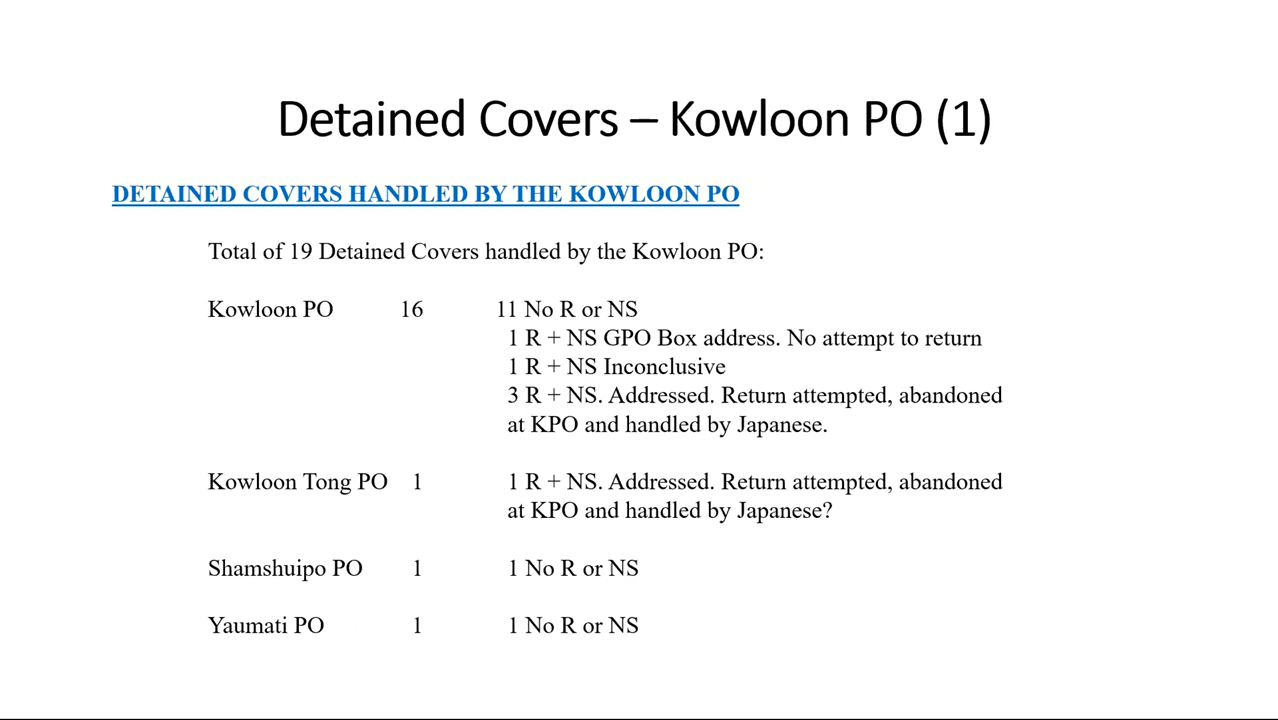 Detained Covers – Kowloon PO (1)
DETAINED COVERS HANDLED BY THE KOWLOON PO
Total of 19 Detained Covers handled by the Kowloon PO:
Kowloon PO 16 11 No R or NS
1 R + NS GPO Box address. No attempt to return
1 R + NS Inconclusive
3 R + NS. Addressed. Return attempted, abandoned
at KPO and handled by Japanese.
Kowloon Tong PO 1 1 R + NS. Addressed. Return attempted, abandoned
at KPO and handled by Japanese?
Shamshuipo PO 1 1 No R or NS
Yaumati PO 1 1 No R or NS